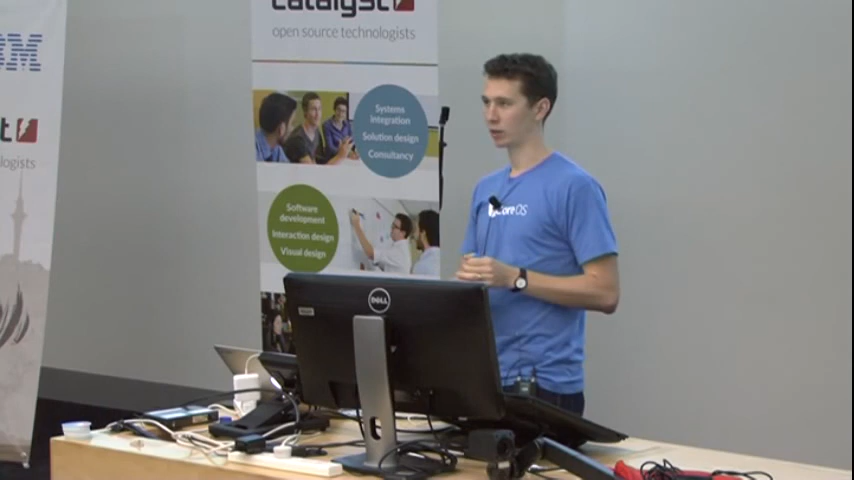 IBM
t
ologists
catalyst
open source technologists
Systems
integration
Solution design
Consultancy
Software
development
Interaction design
Visual design
CoreOS
DELL